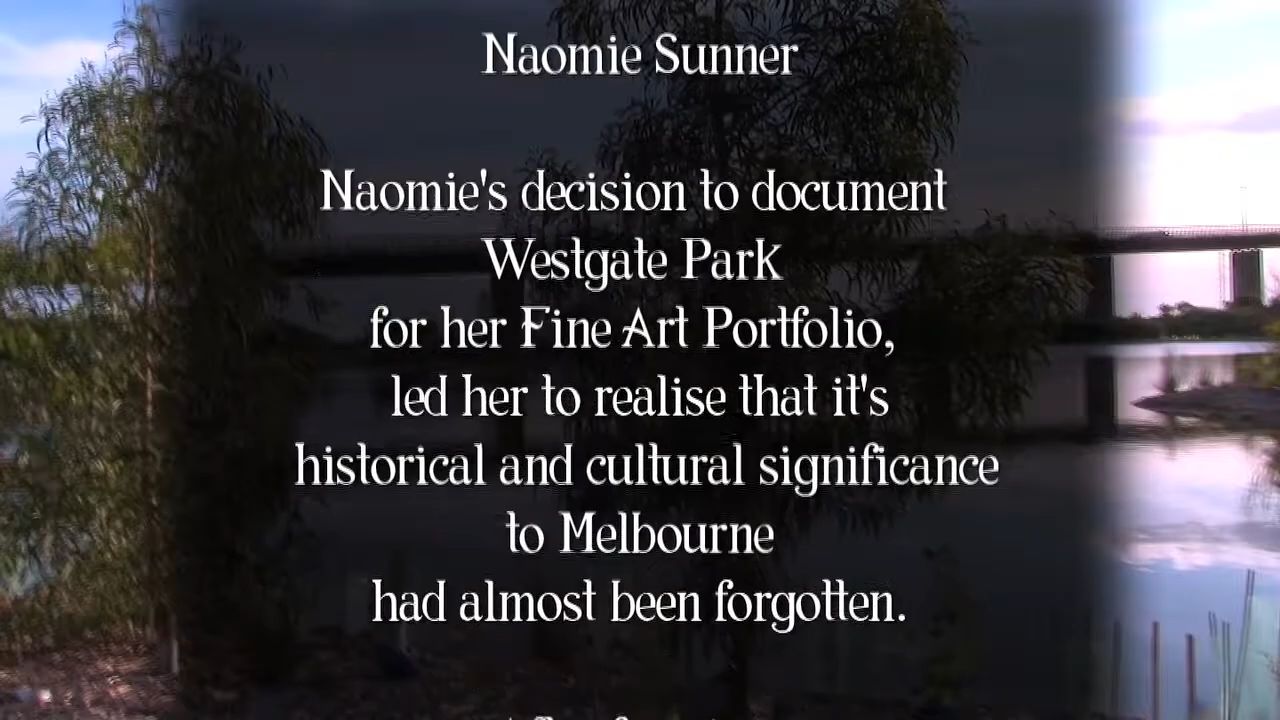 Naomie Sunner
Naomie's decision to document
Westgate Park
for her Fine Art Portfolio,
led her to realise that it's
historical and cultural significance
to Melbourne
had almost been forgotten.